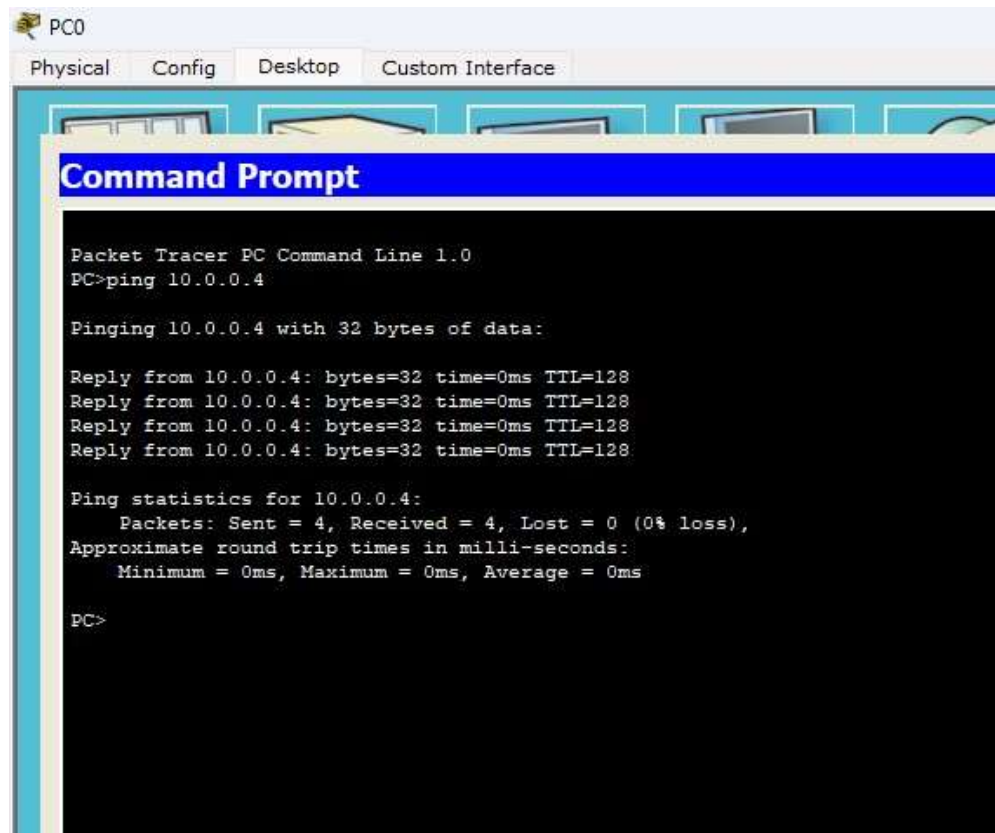 PC0
Physical Config Desktop Custom Interface
Command Prompt
Packet Tracer PC Command Line 1.0
PC>ping 10.0.0.4
Pinging 10.0.0.4 with 32 bytes of data:
Reply from 10.0.0.4: bytes=32 time=0ms TTL=128
Reply from 10.0.0.4: bytes=32 time=0ms TTL=128
Reply from 10.0.0.4: bytes=32 time=0ms TTL=128
Reply from 10.0.0.4: bytes=32 time=0ms TTL=128
Ping statistics for 10.0.0.4:
Packets: Sent = 4, Received = 4, Lost = 0 (0% loss),
Approximate round trip times in milli-seconds:
Minimum = 0ms, Maximum = 0ms, Average = 0ms
PC>